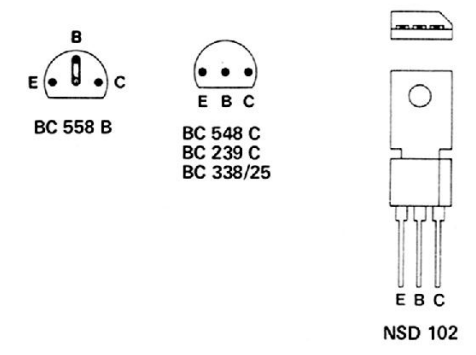 B
E C
BC 558 B
E B C
BC 548 C
BC 239 C
BC 338/25
E B C
NSD 102